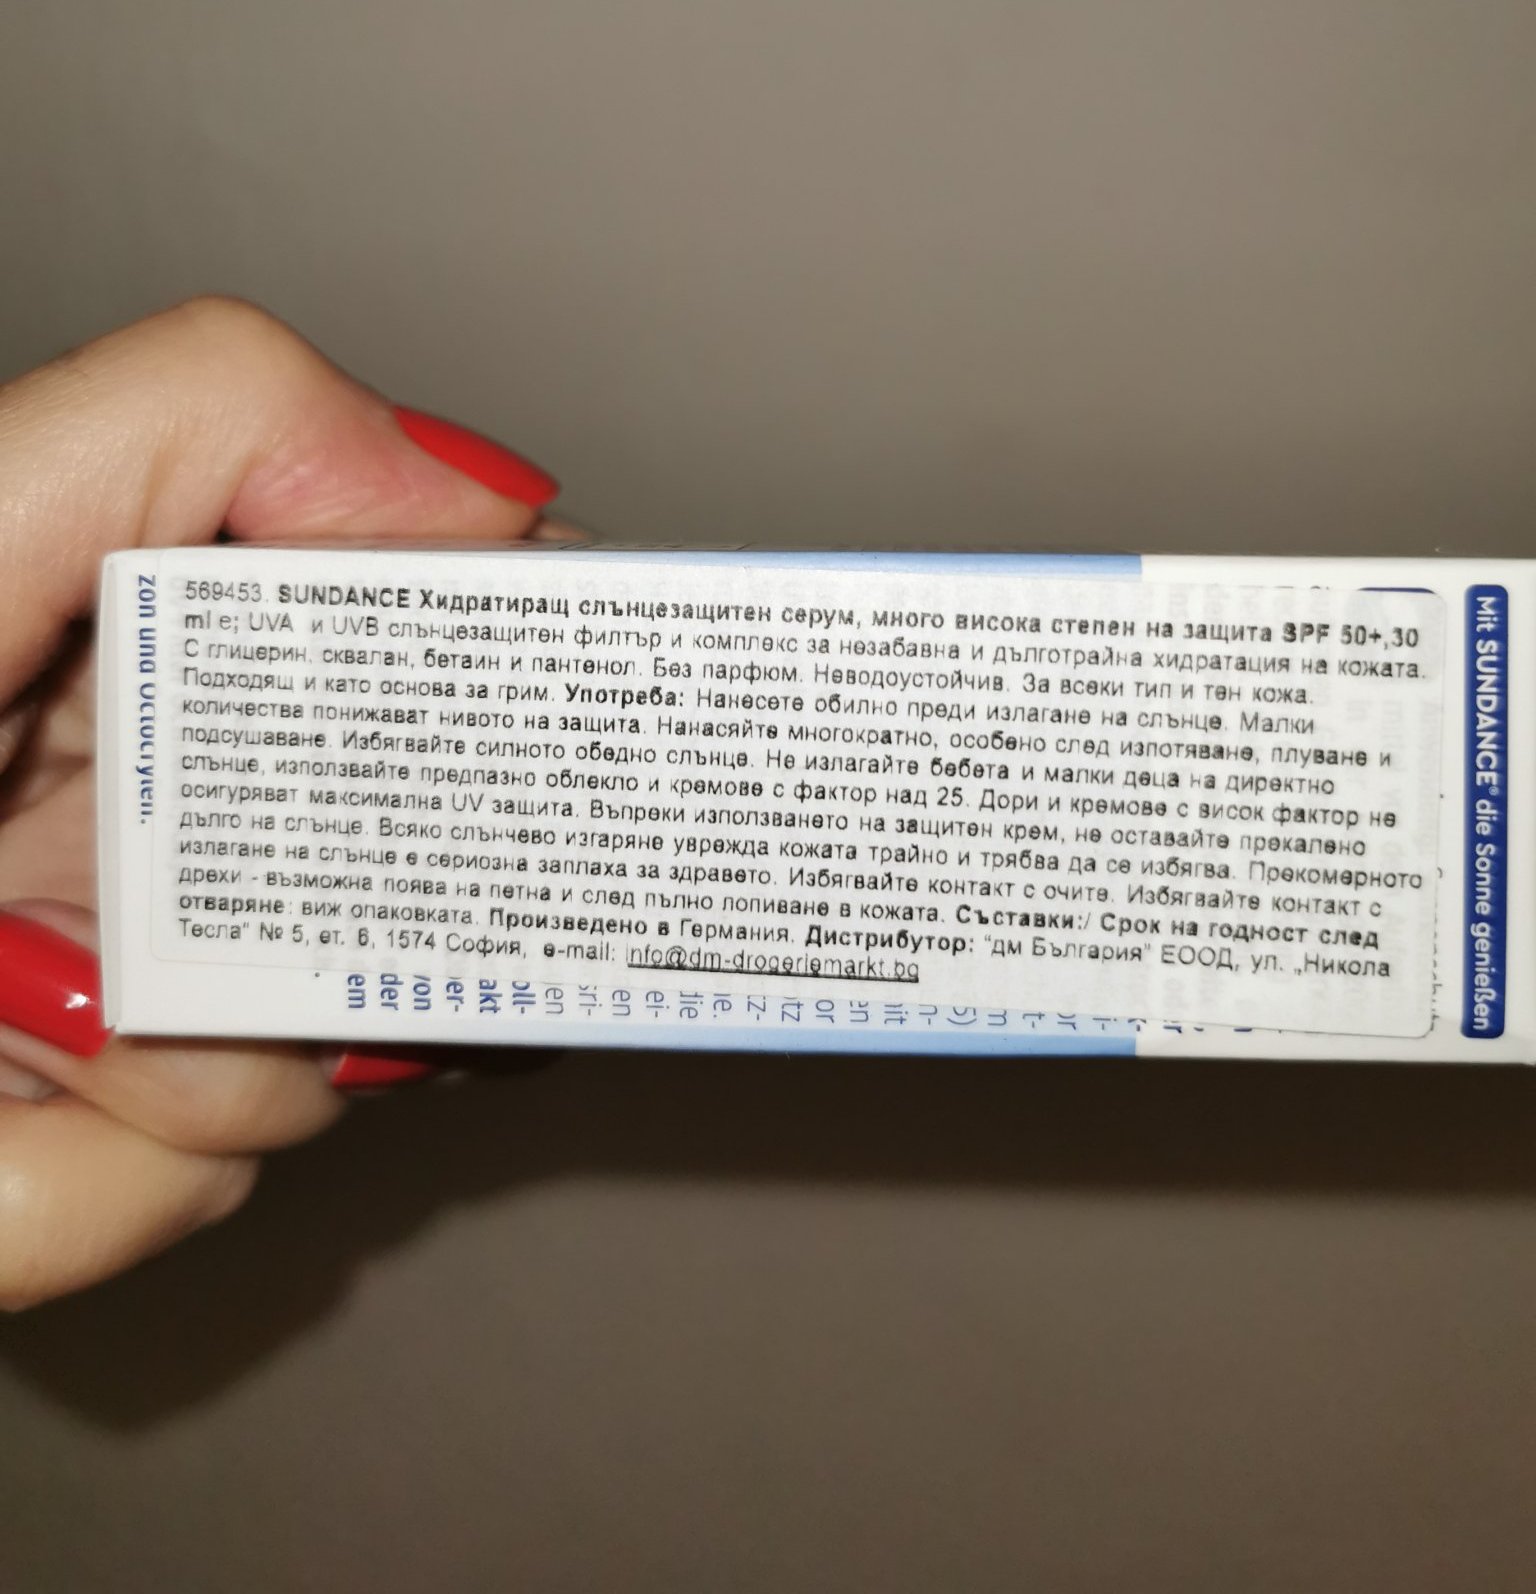 569453. SUNDANCE Хидратиращ слънцезащитен серум, много висока степен на защита SPF 50+,30
ml e; UVA и UVB слънцезащитен филтър и комплекс за незабавна и дълготрайна хидратация на кожата.
С глицерин, сквалан, бетаин и пантенол. Без парфюм. Неводоустойчив. За всеки тип и тен кожа.
Подходящ и като основа за грим. Употреба: Нанесете обилно преди излагане на слънце. Малки
количества понижават нивото на защита. Нанасяйте многократно, особено след изпотяване, плуване и
подсушаване. Избягвайте силното обедно слънце. Не излагайте бебета и малки деца на директно
слънце, използвайте предпазно облекло и кремове с фактор над 25. Дори и кремове с висок фактор не
осигуряват максимална UV защита. Въпреки използването на защитен крем, не оставайте прекалено
дълго на слънце. Всяко слънчево изгаряне уврежда кожата трайно и трябва да се избягва. Прекомерното
излагане на слънце е сериозна заплаха за здравето. Избягвайте контакт с очите. Избягвайте контакт с
дрехи - възможна поява на петна и след пълно попиване в кожата. Съставки:/ Срок на годност след
отваряне: виж опаковката. Произведено в Германия. Дистрибутор: "дм България" ЕООД, ул. „Никола
Тесла" № 5, ет. 6, 1574 София, e-mail: info@dm-drogeriemarkt.bg
Mit SUNDANCE® die Sonne genießen
zon und Octocrylen.
em
der
von
akt
er-